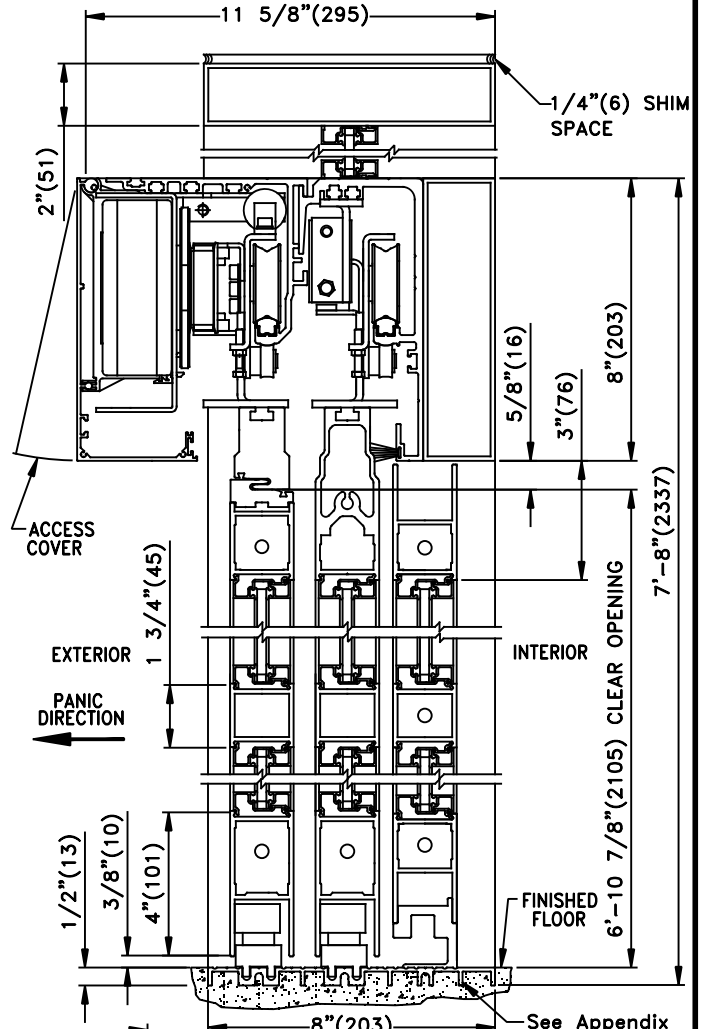 11 5/8"(295)
1/4"(6) SHIM
SPACE
2"(51)
8"(203)
5/8"(16)
3"(76)
7'-8"(2337)
ACCESS
COVER
1 3/4"(45)
EXTERIOR
INTERIOR
PANIC
DIRECTION
6'-10 7/8"(2105) CLEAR OPENING
1/2"(13)
3/8"(10)
4"(101)
FINISHED
FLOOR
8"(203)
See Appendix